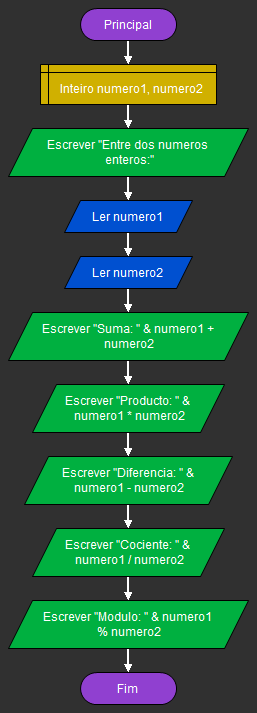 Principal
Inteiro numero1, numero2
Escrever "Entre dos numeros
enteros:"
Ler numero1
Ler numero2
Escrever "Suma: " & numero1 +
numero2
Escrever "Producto: " &
numero1 * numero2
Escrever "Diferencia: " &
numero1 - numero2
Escrever "Cociente: " &
numero1 / numero2
Escrever "Modulo: " & numero1
% numero2
Fim